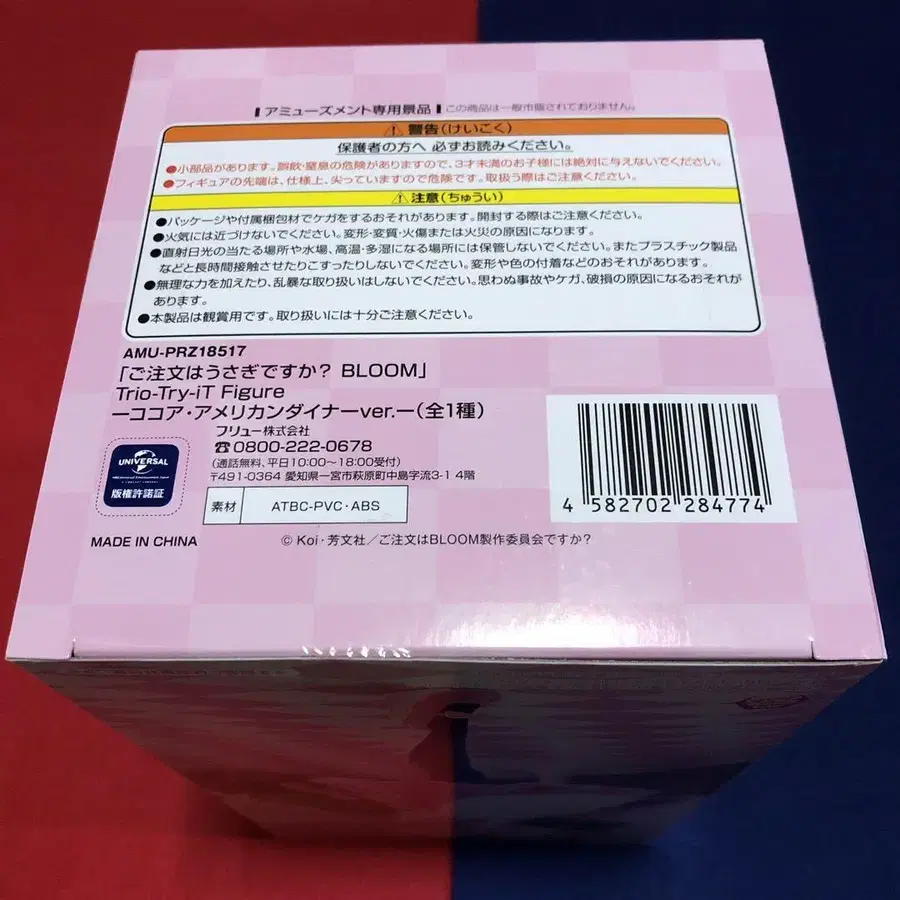 アミューズメント専用景品 この商品は一般市販されておりません。
⚠警告(けいこく)
保護者の方へ 必ずお読みください。
●小部品があります。誤飲・窒息の危険がありますので、3才未満のお子様には絶対に与えないでください。
●フィギュアの先端は、仕様上、尖っていますので危険です。取扱う際はご注意ください。
⚠注意(ちゅうい)
●パッケージや付属梱包材でケガをするおそれがあります。開封する際はご注意ください。
●火気には近づけないでください。変形・変質・火傷または火災の原因になります。
●直射日光の当たる場所や水場、高温・多湿になる場所には保管しないでください。またプラスチック製品
などと長時間接触させたりこすったりしないでください。変形や色の付着などのおそれがあります。
●無理な力を加えたり、乱暴な取り扱いはしないでください。思わぬ事故やケガ、破損の原因になるおそれが
あります。
●本製品は観賞用です。取り扱いには十分ご注意ください。
AMU-PRZ18517
「ご注文はうさぎですか? BLOOM」
Trio-Try-iT Figure
ーココア・アメリカンダイナーver.ー(全1種)
フリュー株式会社
☎0800-222-0678
(通話無料、平日10:00～18:00受付)
〒491-0364 愛知県一宮市萩原町中島字流3-1 4階
UNIVERSAL
版権許諾証
素材 ATBC-PVC・ABS
4 582702 284774
MADE IN CHINA
© Koi・芳文社/ご注文はBLOOM製作委員会ですか?